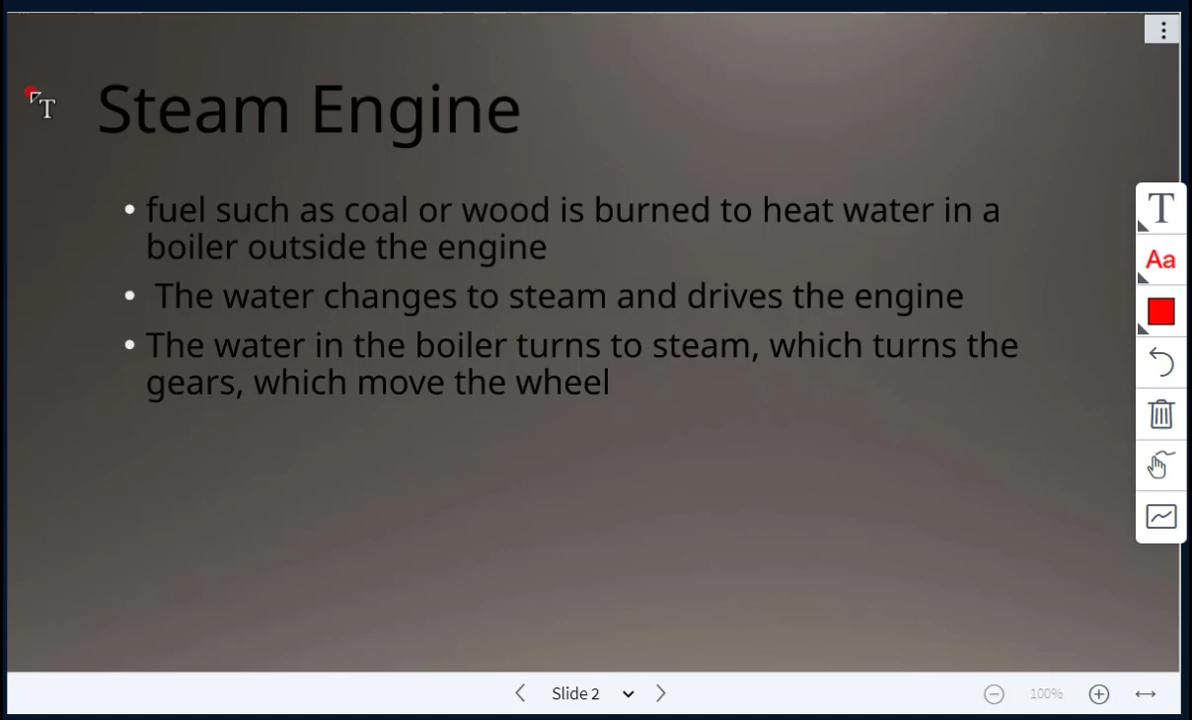 Steam Engine
• fuel such as coal or wood is burned to heat water in a
boiler outside the engine
• The water changes to steam and drives the engine
• The water in the boiler turns to steam, which turns the
gears, which move the wheel
T
T
Aa
Slide 2
100%